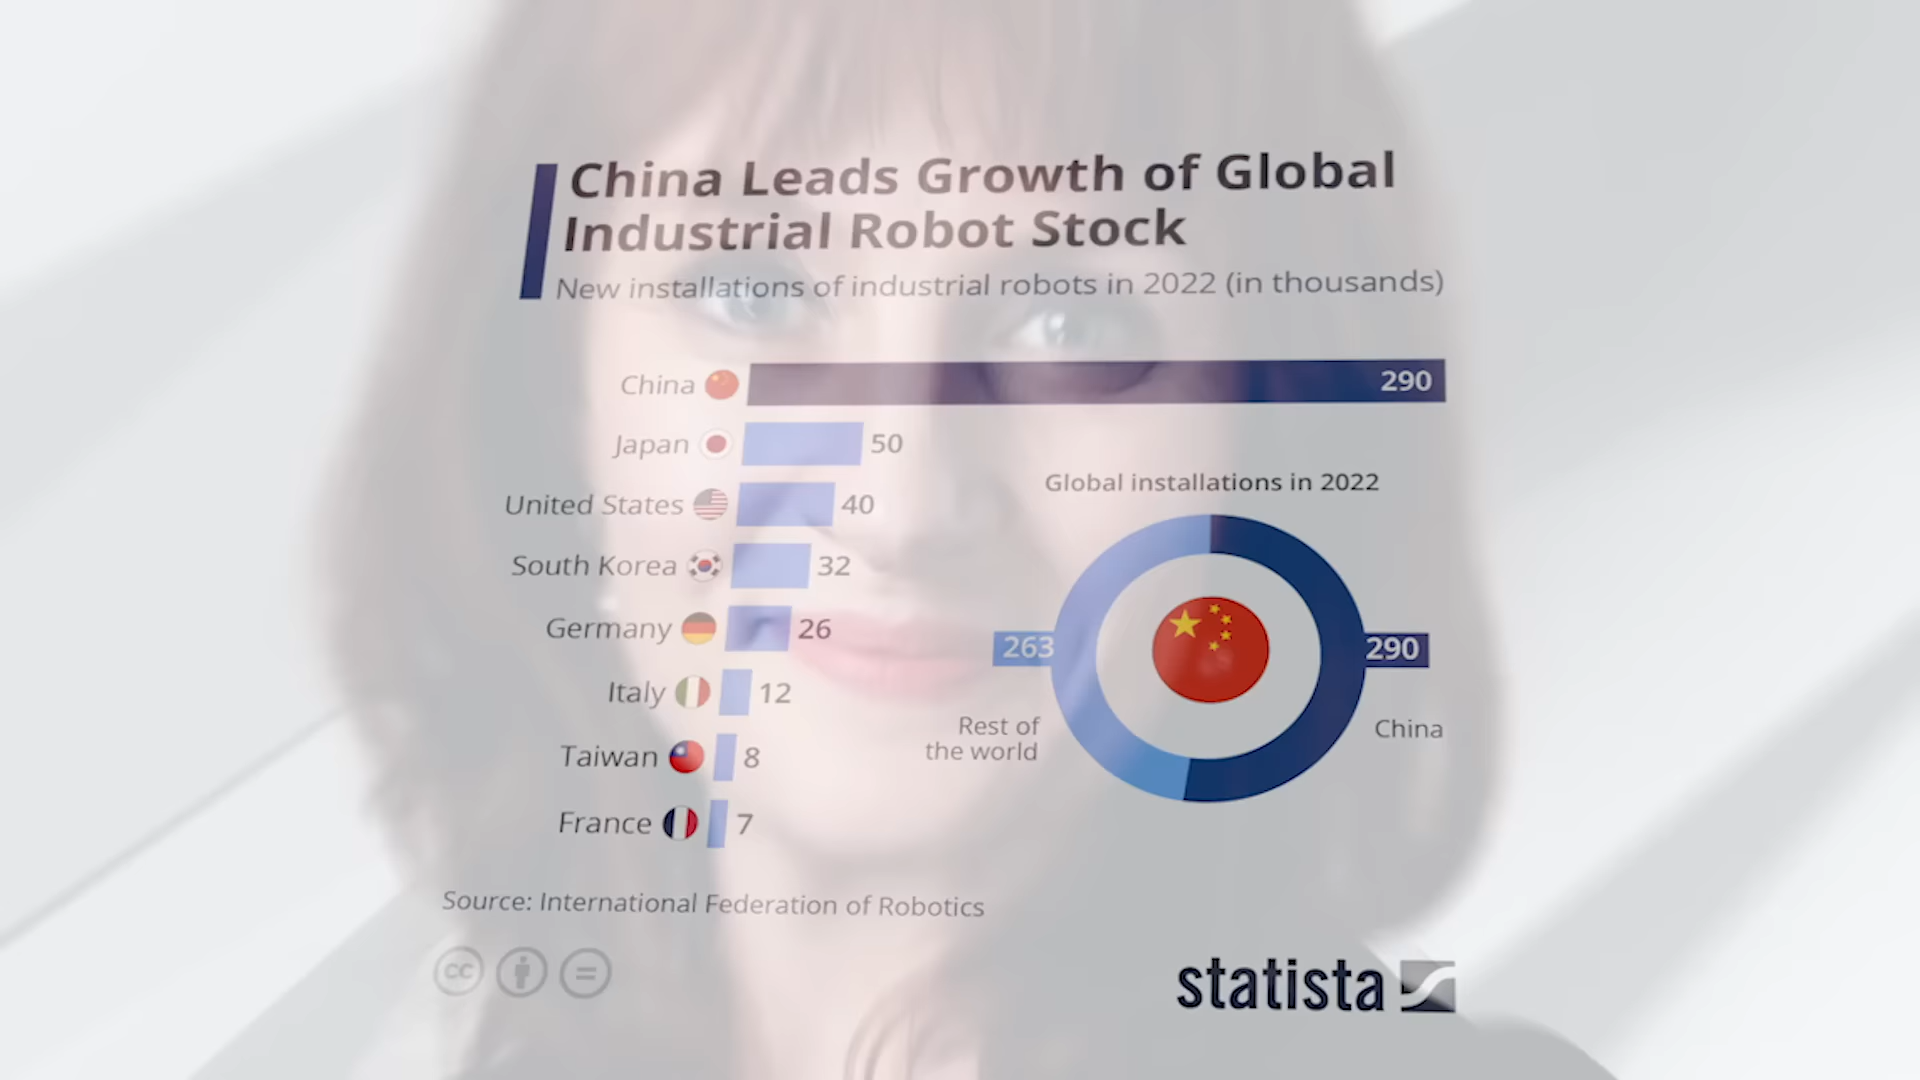 China Leads Growth of Global
Industrial Robot Stock
New installations of industrial robots in 2022 (in thousands)
China 290
Japan 50
United States 40
South Korea 32
Germany 26
Italy 12
Taiwan 8
France 7
Global installations in 2022
263
290
Rest of
the world
China
Source: International Federation of Robotics
cc
statista